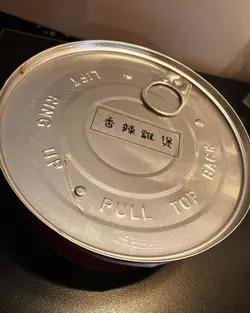 香辣雞煲
LIFT RING UP
PULL TOP BACK